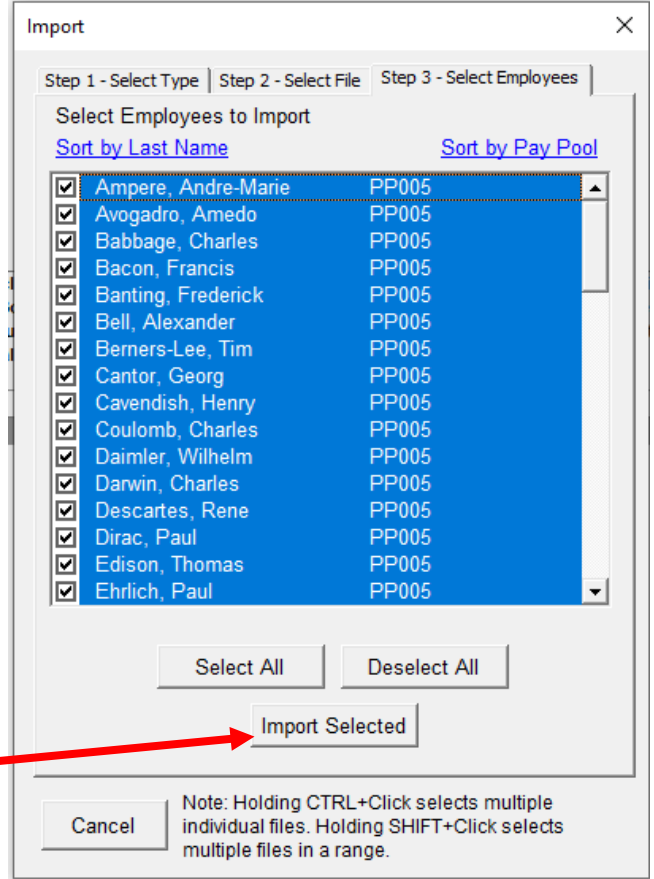 Import
Step 1 - Select Type Step 2 - Select File Step 3 - Select Employees
Select Employees to Import
Sort by Last Name Sort by Pay Pool
Ampere, Andre-Marie PP005
Avogadro, Amedo PP005
Babbage, Charles PP005
Bacon, Francis PP005
Banting, Frederick PP005
Bell, Alexander PP005
Berners-Lee, Tim PP005
Cantor, Georg PP005
Cavendish, Henry PP005
Coulomb, Charles PP005
Daimler, Wilhelm PP005
Darwin, Charles PP005
Descartes, Rene PP005
Dirac, Paul PP005
Edison, Thomas PP005
Ehrlich, Paul PP005
Select All Deselect All
Import Selected
Cancel
Note: Holding CTRL+Click selects multiple
individual files. Holding SHIFT+Click selects
multiple files in a range.